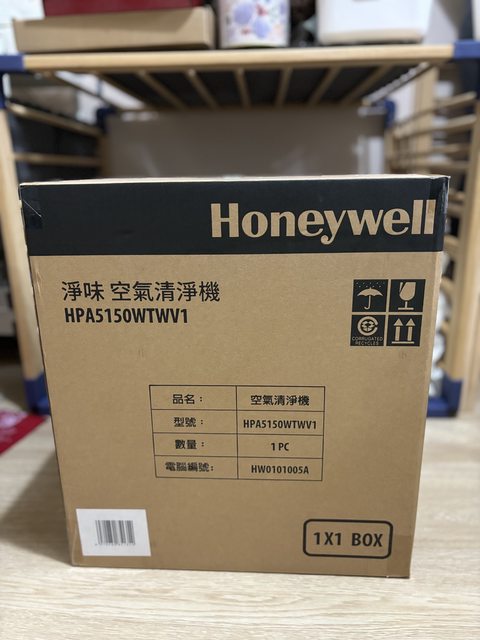 Honeywell
淨味 空氣清淨機
HPA5150WTWV1
CORRUGATED
RECYCLES
品名： 空氣清淨機
型號： HPA5150WTWV1
數量： 1 PC
電腦編號: HW0101005A
1X1 BOX